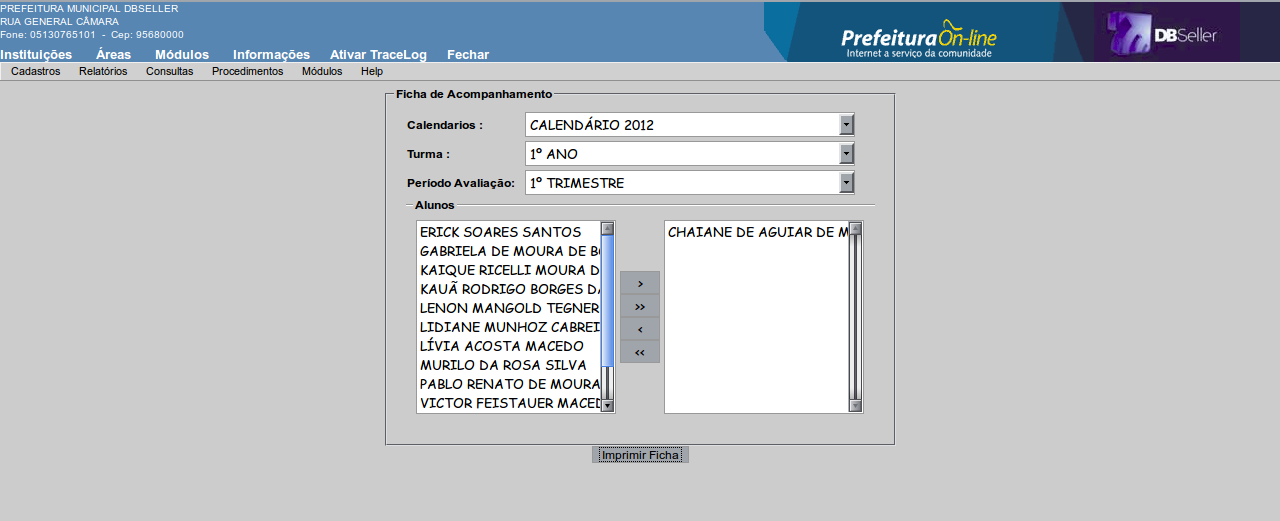 PREFEITURA MUNICIPAL DBSELLER
RUA GENERAL CÂMARA
Fone: 05130765101 - Cep: 95680000
Instituições Áreas Módulos Informações Ativar TraceLog Fechar
Prefeitura On-line
Internet a serviço da comunidade
DBSeller
Cadastros Relatórios Consultas Procedimentos Módulos Help
Ficha de Acompanhamento
Calendarios : CALENDÁRIO 2012
Turma : 1º ANO
Período Avaliação: 1º TRIMESTRE
Alunos
ERICK SOARES SANTOS
GABRIELA DE MOURA DE
KAIQUE RICELLI MOURA D
KAUÃ RODRIGO BORGES DA
LENON MANGOLD TEGNER
LIDIANE MUNHOZ CABREI
LÍVIA ACOSTA MACEDO
MURILO DA ROSA SILVA
PABLO RENATO DE MOURA
VICTOR FEISTAUER MACED
>
>>
<
<<
CHAIANE DE AGUIAR DE M
Imprimir Ficha